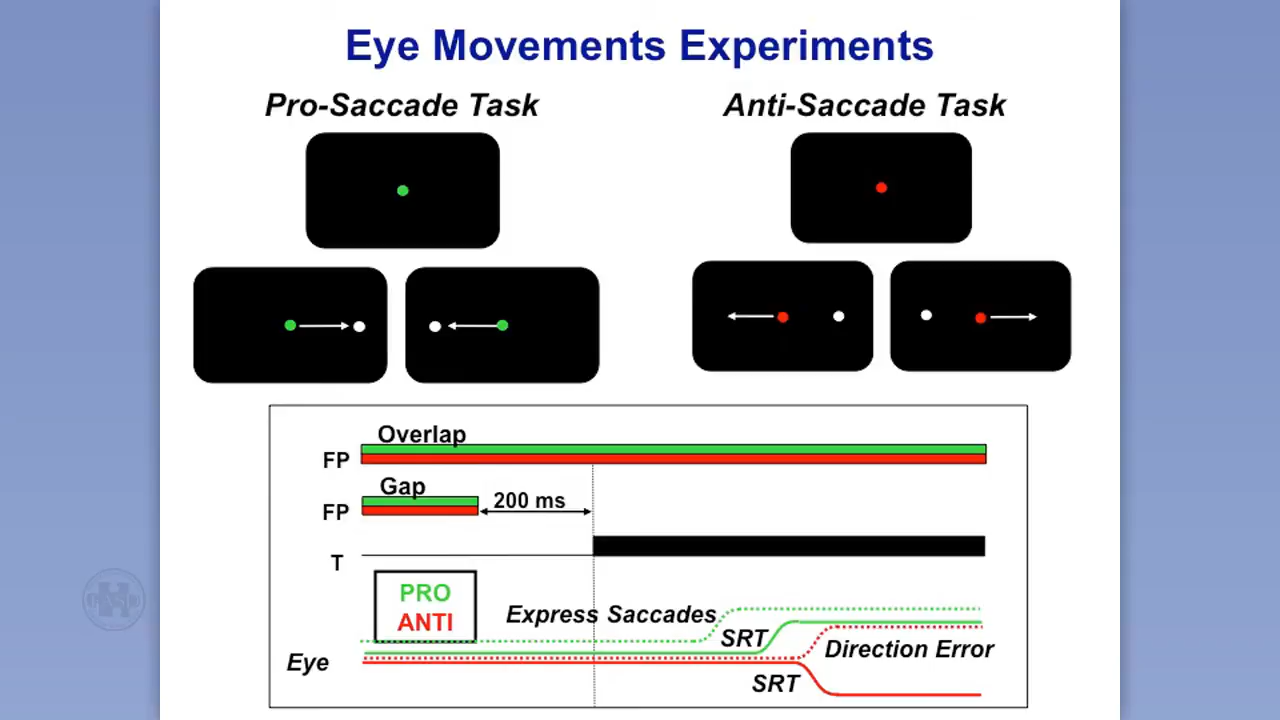 Eye Movements Experiments
Pro-Saccade Task
Anti-Saccade Task
Overlap
FP
Gap
FP
200 ms
T
PRO
ANTI
Express Saccades
SRT
Direction Error
Eye
SRT